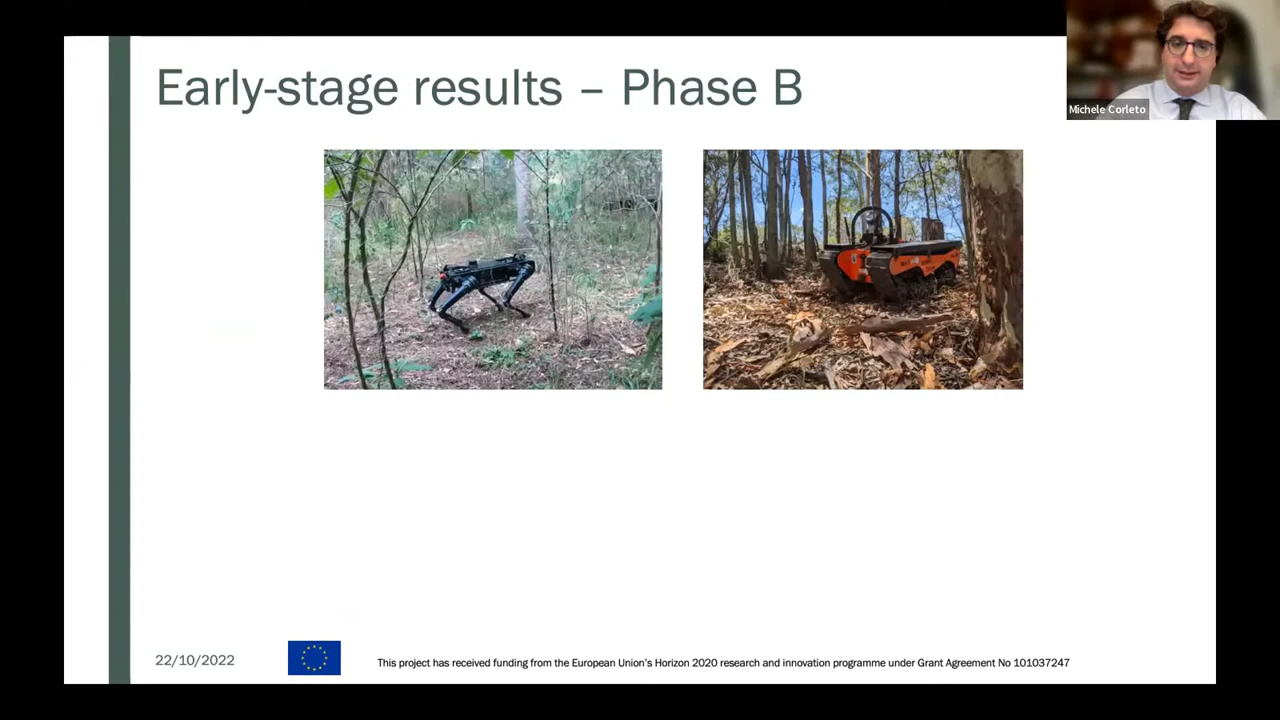 Early-stage results – Phase B
Michele Corleto
22/10/2022
This project has received funding from the European Union's Horizon 2020 research and innovation programme under Grant Agreement No 101037247